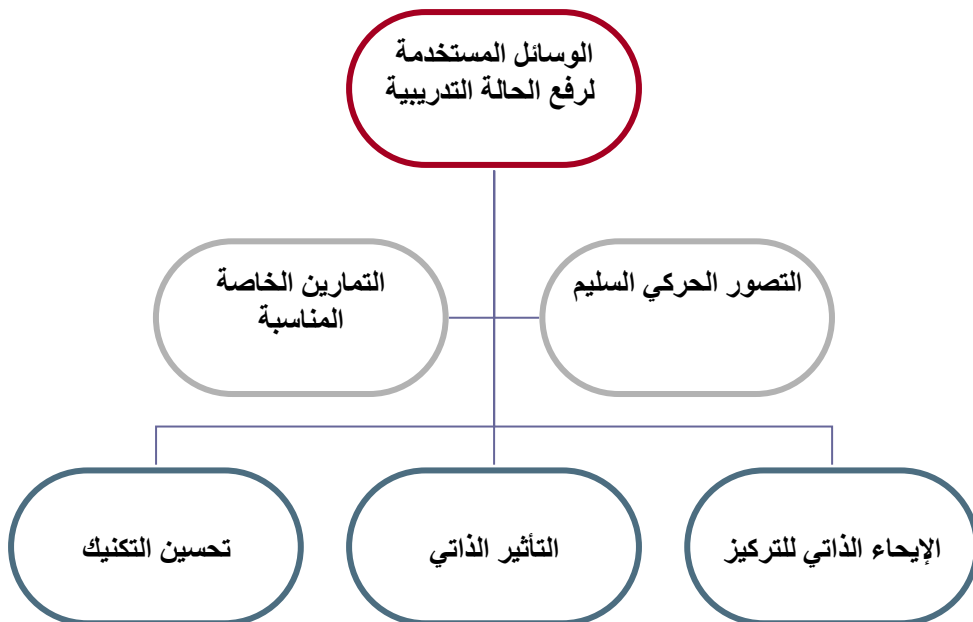 الوسائل المستخدمة
لرفع الحالة التدريبية
التصور الحركي السليم
التمارين الخاصة
المناسبة
الإيحاء الذاتي للتركيز
التأثير الذاتي
تحسين التكنيك